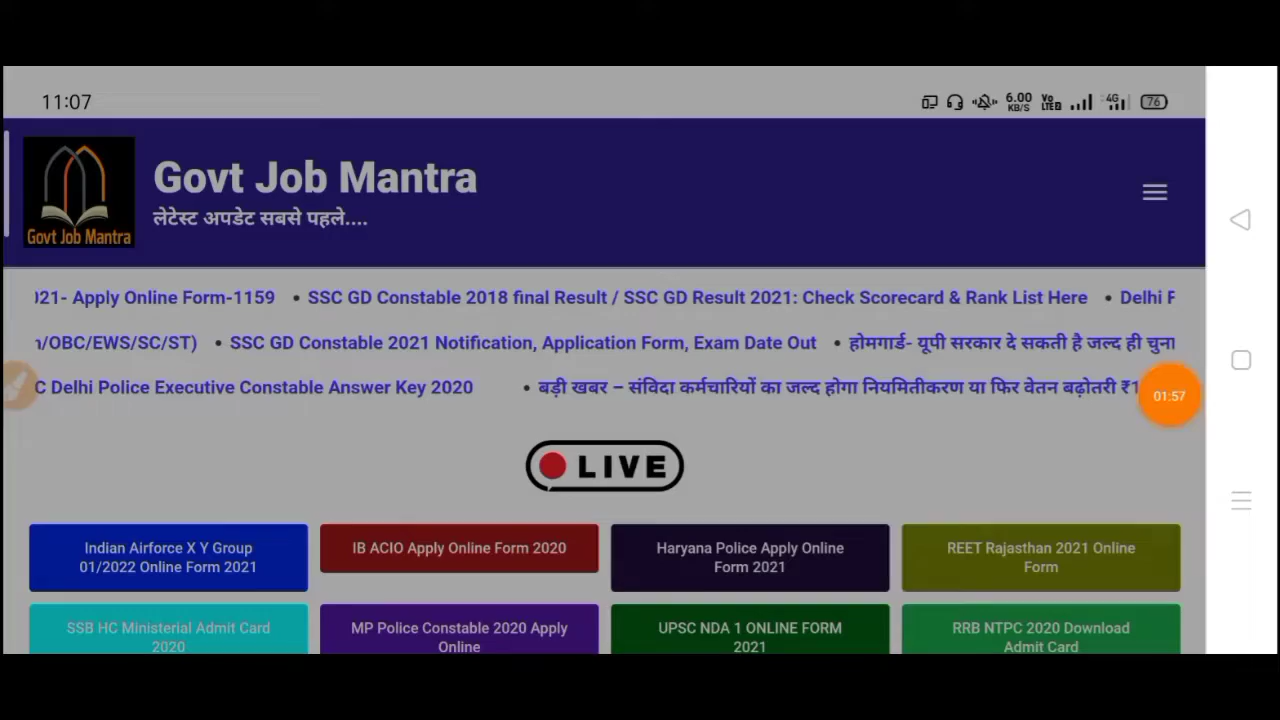 11:07
6.00 KB/S
Vo LTE2
4G
76
Govt Job Mantra
लेटेस्ट अपडेट सबसे पहले....
Govt Job Mantra
021- Apply Online Form-1159 • SSC GD Constable 2018 final Result / SSC GD Result 2021: Check Scorecard & Rank List Here • Delhi
/OBC/EWS/SC/ST) • SSC GD Constable 2021 Notification, Application Form, Exam Date Out • होमगार्ड- यूपी सरकार दे सकती है जल्द ही
C Delhi Police Executive Constable Answer Key 2020 • बड़ी खबर – संविदा कर्मचारियों का जल्द होगा नियमितीकरण या फिर वेतन बढ़ोतरी ₹1
01:57
LIVE
Indian Airforce X Y Group
01/2022 Online Form 2021
IB ACIO Apply Online Form 2020
Haryana Police Apply Online
Form 2021
REET Rajasthan 2021 Online
Form
SSB HC Ministerial Admit Card
2020
MP Police Constable 2020 Apply
Online
UPSC NDA 1 ONLINE FORM
2021
RRB NTPC 2020 Download
Admit Card